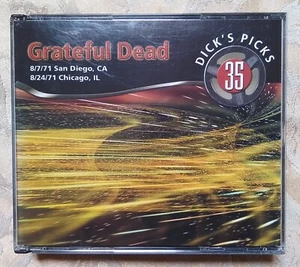 Grateful Dead
8/7/71 San Diego, CA
8/24/71 Chicago, IL
DICK'S PICKS
35